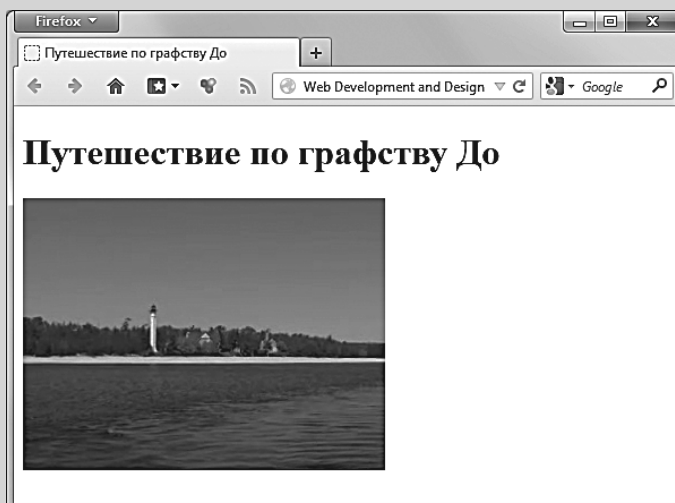 Firefox
Путешествие по графству До
Web Development and Design
Google
Путешествие по графству До